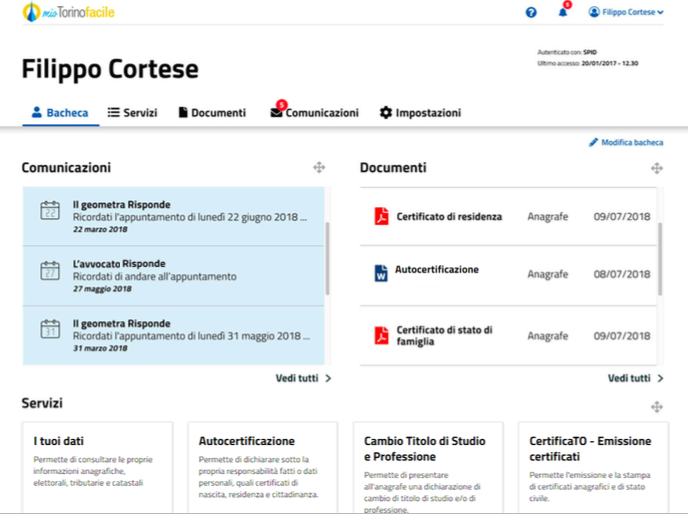 mioTorinofacile
5
Filippo Cortese
Autenticato con: SPID
Ultimo accesso: 20/01/2017 - 12.30
Filippo Cortese
Bacheca
Servizi
Documenti
5
Comunicazioni
Impostazioni
Modifica bacheca
Comunicazioni
22
Il geometra Risponde
Ricordati l'appuntamento di lunedì 22 giugno 2018 ...
22 marzo 2018
27
L'avvocato Risponde
Ricordati di andare all'appuntamento
27 maggio 2018
31
Il geometra Risponde
Ricordati l'appuntamento di lunedì 31 maggio 2018 ...
31 marzo 2018
Vedi tutti
Documenti
Certificato di residenza Anagrafe 09/07/2018
Autocertificazione Anagrafe 08/07/2018
Certificato di stato di
famiglia Anagrafe 09/07/2018
Vedi tutti
Servizi
I tuoi dati
Permette di consultare le proprie
informazioni anagrafiche,
elettorali, tributarie e catastali
Autocertificazione
Permette di dichiarare sotto la
propria responsabilità fatti o dati
personali, quali certificati di
nascita, residenza e cittadinanza.
Cambio Titolo di Studio
e Professione
Permette di presentare
all'anagrafe una dichiarazione di
cambio di titolo di studio e/o di
professione.
CertificaTO - Emissione
certificati
Permette l'emissione e la stampa
di certificati anagrafici e di stato
civile.